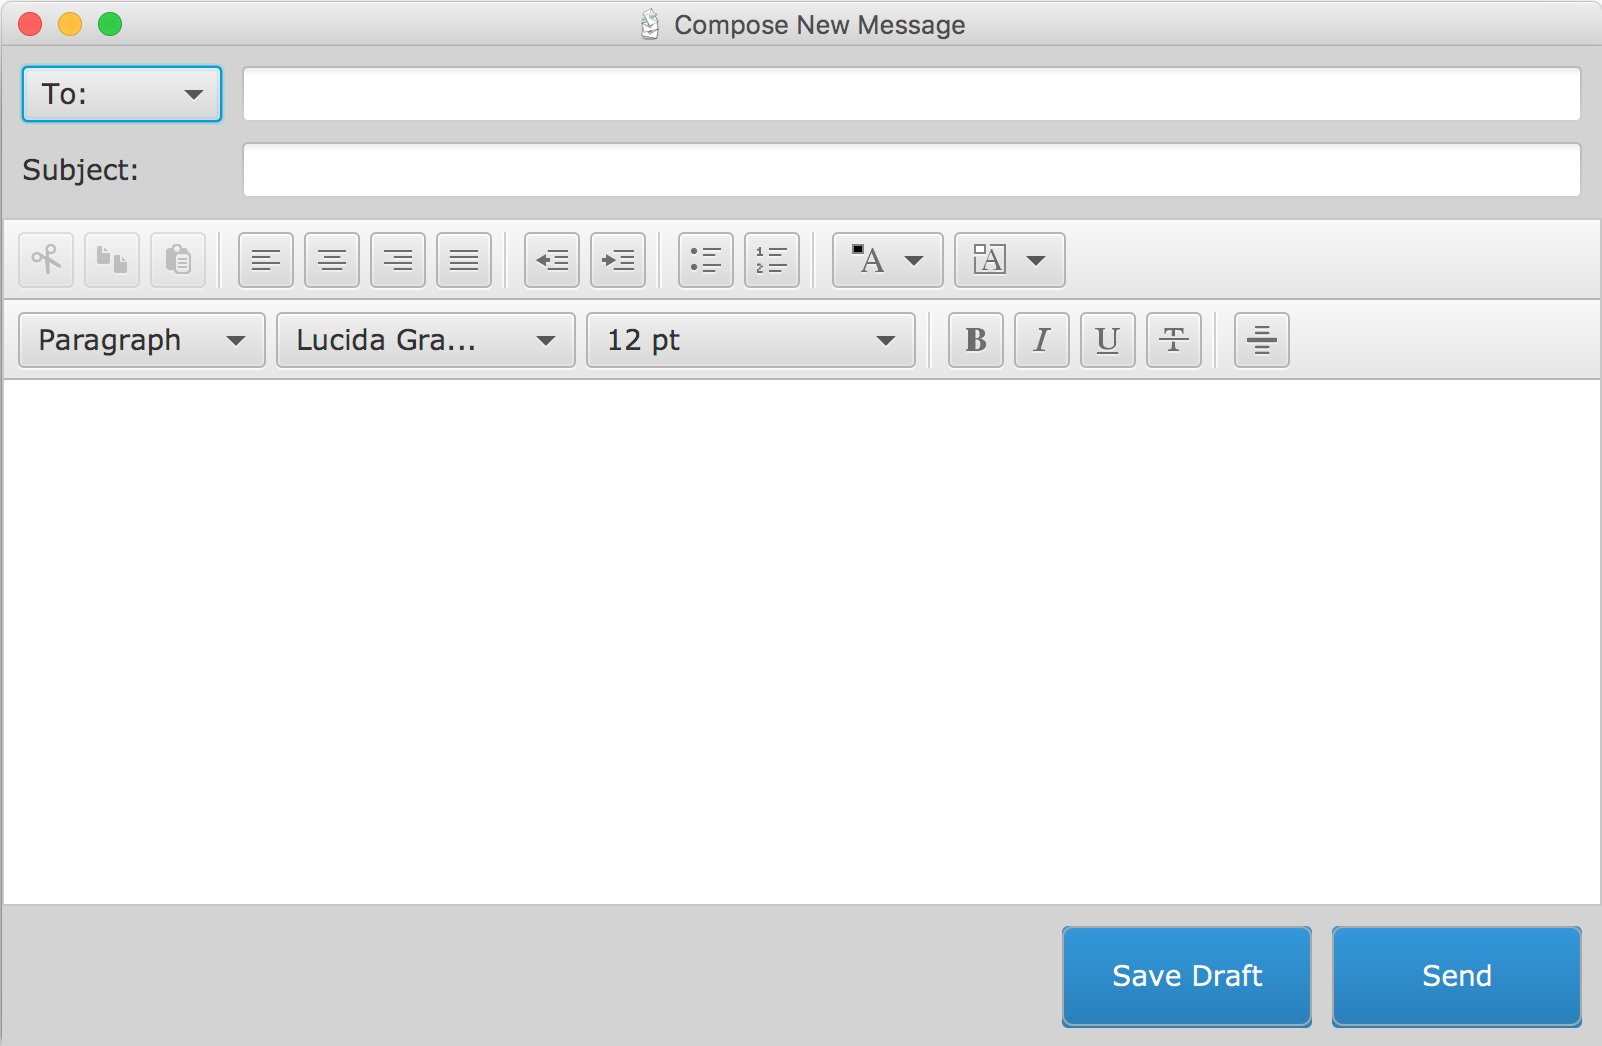 Compose New Message
To:
Subject:
Paragraph Lucida Gra... 12 pt B I U T
Save Draft Send